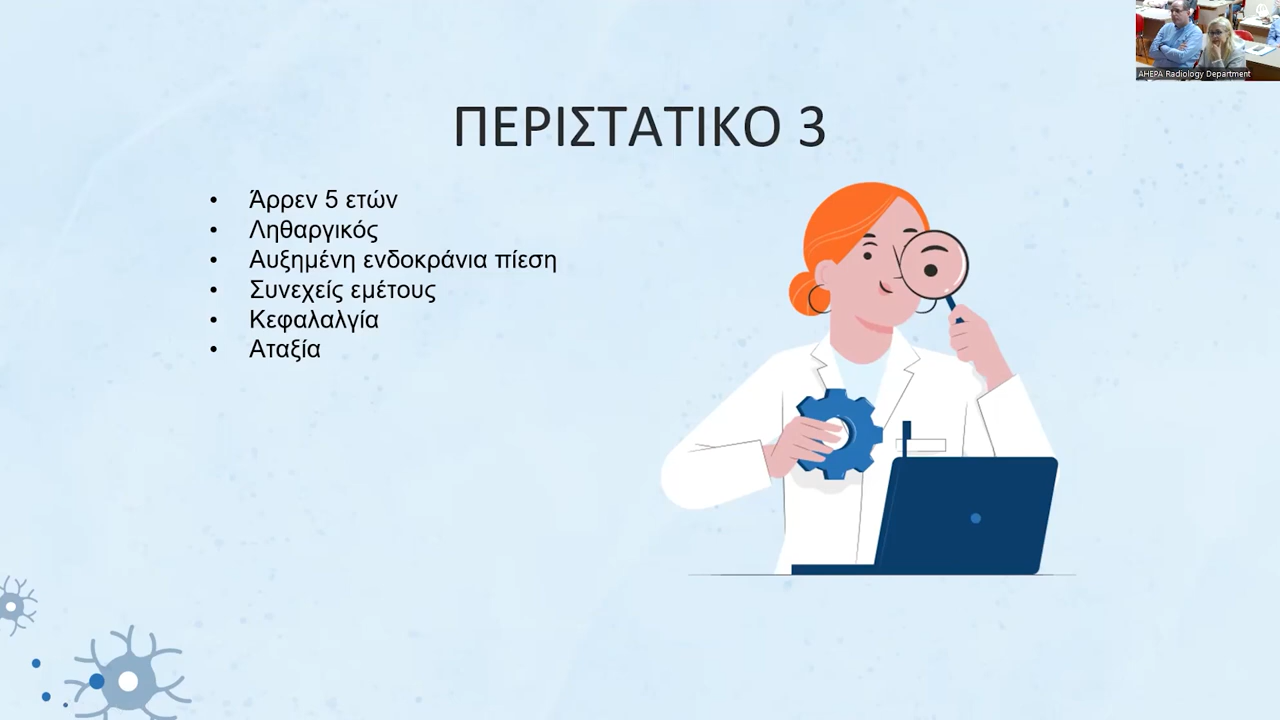 AHEPA Radiology Department
ΠΕΡΙΣΤΑΤΙΚΟ 3
• Άρρεν 5 ετών
• Ληθαργικός
• Αυξημένη ενδοκράνια πίεση
• Συνεχείς εμέτους
• Κεφαλαλγία
• Αταξία